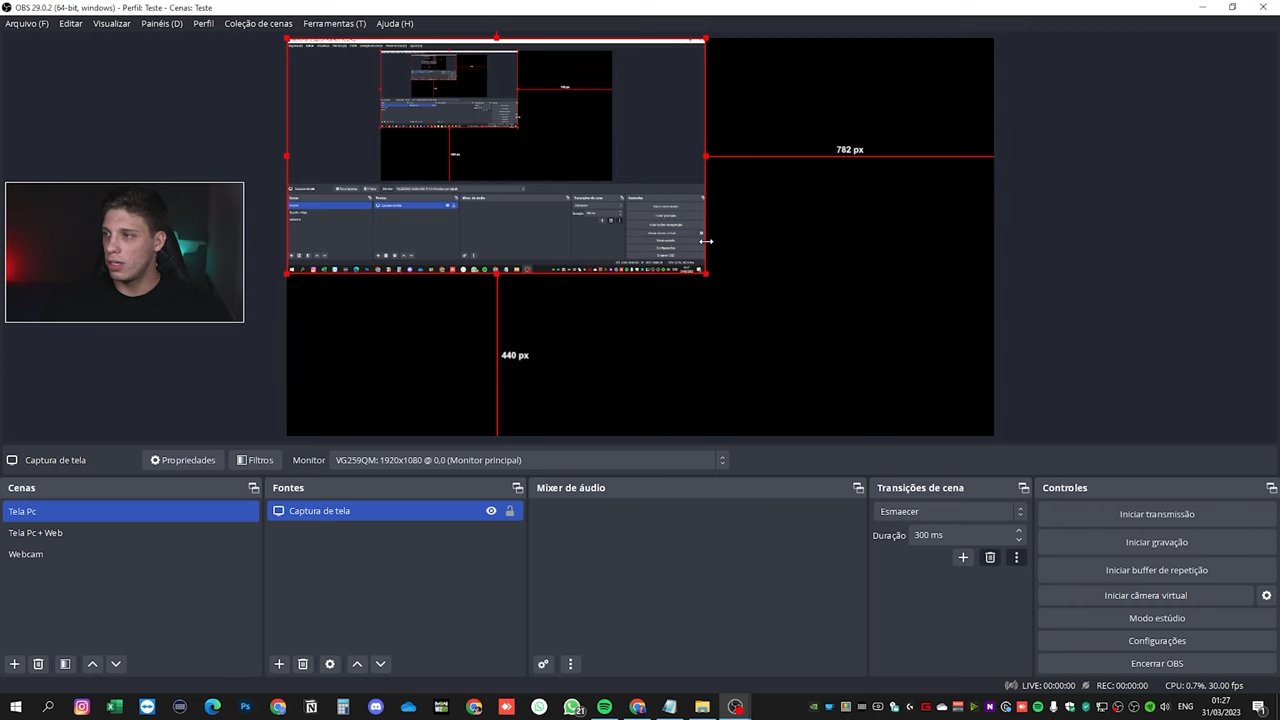 OBS 29.0.2 (64-bit, windows) - Perfil: Teste - Cenas: Teste
Arquivo (F) Editar Visualizar Painéis (D) Perfil Coleção de cenas Ferramentas (T) Ajuda (H)
782 px
440 px
Captura de tela Propriedades Filtros Monitor VG259QM: 1920x1080 @ 0,0 (Monitor principal)
Cenas Fontes Mixer de áudio Transições de cena Controles
Tela Pc
Tela Pc + Web
Webcam
Captura de tela
Esmaecer
Duração 300 ms
Iniciar transmissão
Iniciar gravação
Iniciar buffer de repetição
Iniciar câmera virtual
Modo estúdio
Configurações
Encerrar OBS
LIVE: 00:00:00 REC: 00:00:00 CPU: 0.7%, 30.00 fps
21
ENG
01:27
31/03/2023